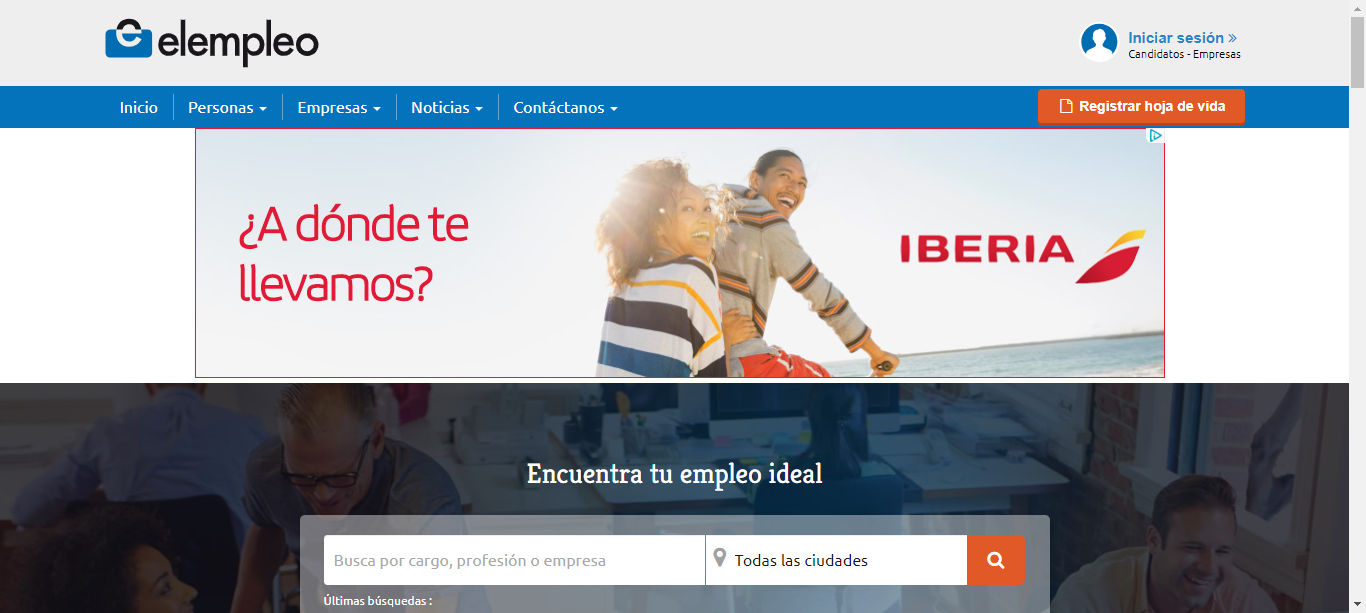 elempleo
Iniciar sesión »
Candidatos - Empresas
Inicio
Personas
Empresas
Noticias
Contáctanos
Registrar hoja de vida
¿A dónde te
llevamos?
IBERIA
Encuentra tu empleo ideal
Busca por cargo, profesión o empresa
Todas las ciudades
Últimas búsquedas :